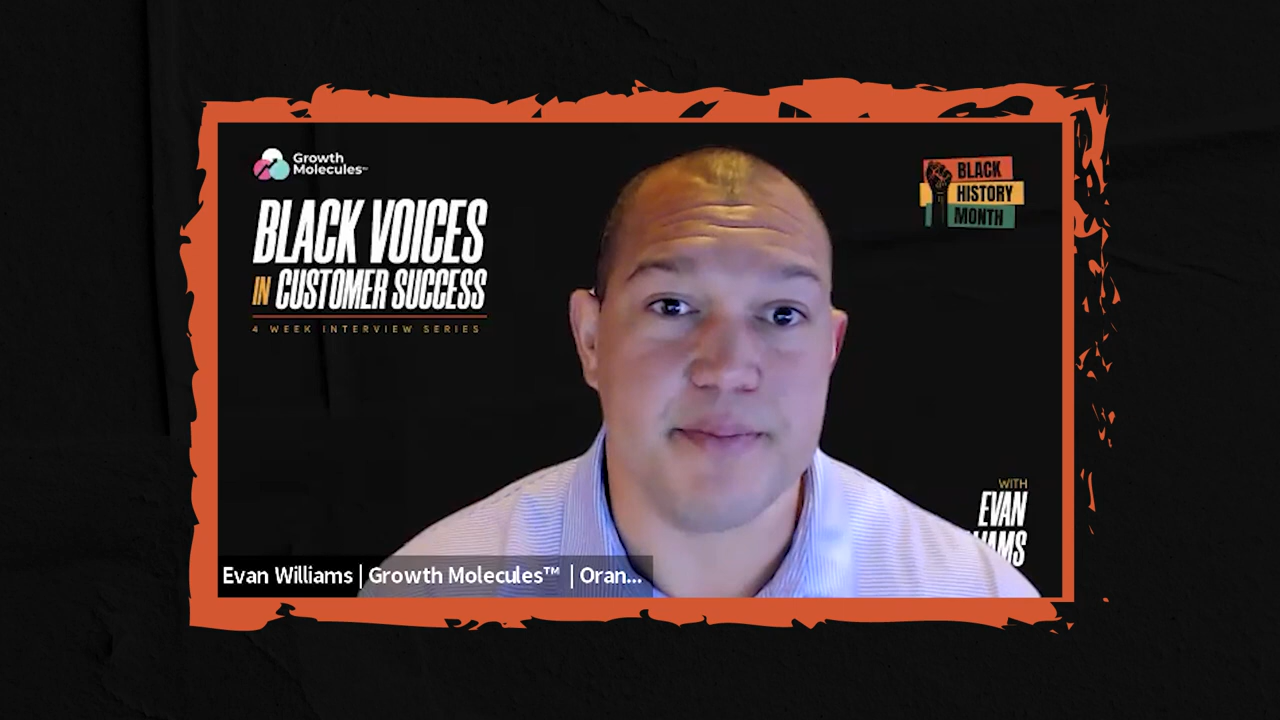 Growth
Molecules™
BLACK VOICES
IN CUSTOMER SUCCESS
4 WEEK INTERVIEW SERIES
BLACK
HISTORY
MONTH
WITH
EVAN
Evan Williams | Growth Molecules™ | Oran...